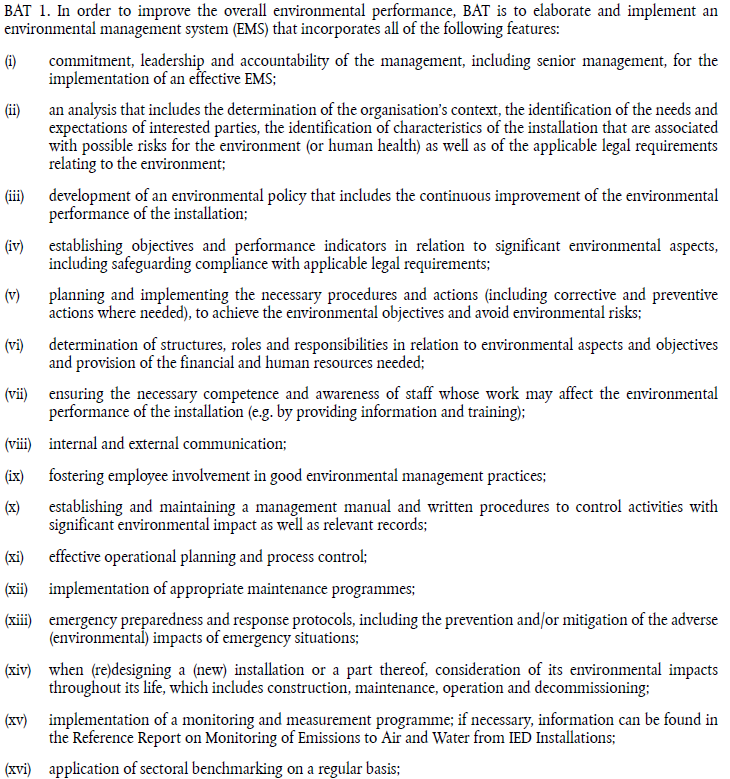 BAT 1. In order to improve the overall environmental performance, BAT is to elaborate and implement an
environmental management system (EMS) that incorporates all of the following features:
(i) commitment, leadership and accountability of the management, including senior management, for the
implementation of an effective EMS;
(ii) an analysis that includes the determination of the organisation's context, the identification of the needs and
expectations of interested parties, the identification of characteristics of the installation that are associated
with possible risks for the environment (or human health) as well as of the applicable legal requirements
relating to the environment;
(iii) development of an environmental policy that includes the continuous improvement of the environmental
performance of the installation;
(iv) establishing objectives and performance indicators in relation to significant environmental aspects,
including safeguarding compliance with applicable legal requirements;
(v) planning and implementing the necessary procedures and actions (including corrective and preventive
actions where needed), to achieve the environmental objectives and avoid environmental risks;
(vi) determination of structures, roles and responsibilities in relation to environmental aspects and objectives
and provision of the financial and human resources needed;
(vii) ensuring the necessary competence and awareness of staff whose work may affect the environmental
performance of the installation (e.g. by providing information and training);
(viii) internal and external communication;
(ix) fostering employee involvement in good environmental management practices;
(x) establishing and maintaining a management manual and written procedures to control activities with
significant environmental impact as well as relevant records;
(xi) effective operational planning and process control;
(xii) implementation of appropriate maintenance programmes;
(xiii) emergency preparedness and response protocols, including the prevention and/or mitigation of the adverse
(environmental) impacts of emergency situations;
(xiv) when (re)designing a (new) installation or a part thereof, consideration of its environmental impacts
throughout its life, which includes construction, maintenance, operation and decommissioning;
(xv) implementation of a monitoring and measurement programme; if necessary, information can be found in
the Reference Report on Monitoring of Emissions to Air and Water from IED Installations;
(xvi) application of sectoral benchmarking on a regular basis;